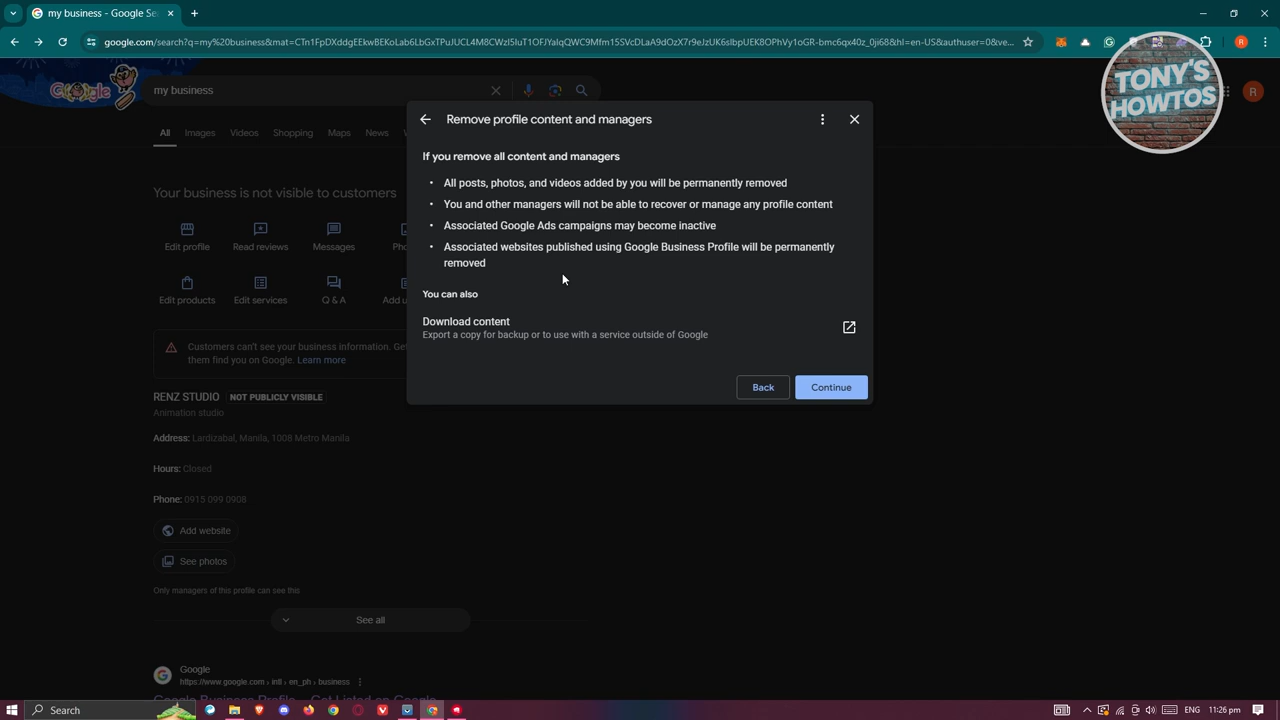 my business - Google Se
google.com/search?q=my%20business&mat=
R
TONY'S
HOWTOS
Google
my business
R
All Images Videos Shopping Maps News
Remove profile content and managers
If you remove all content and managers
• All posts, photos, and videos added by you will be permanently removed
• You and other managers will not be able to recover or manage any profile content
• Associated Google Ads campaigns may become inactive
• Associated websites published using Google Business Profile will be permanently
removed
You can also
Download content
Export a copy for backup or to use with a service outside of Google
Back Continue
Your business is not visible to customers
Edit profile Read reviews Messages
Edit products Edit services Q & A
Customers can't see your business information.
them find you on Google. Learn more
RENZ STUDIO NOT PUBLICLY VISIBLE
Animation studio
Address: Lardizabal, Manila, 1008 Metro Manila
Hours: Closed
Phone: 0915 099 0908
Add website
See photos
Only managers of this profile can see this
See all
Google
https://www.google.com › intl › en_ph › business
Google Business Profile - Get Listed on Google
Search
ENG 11:26 pm